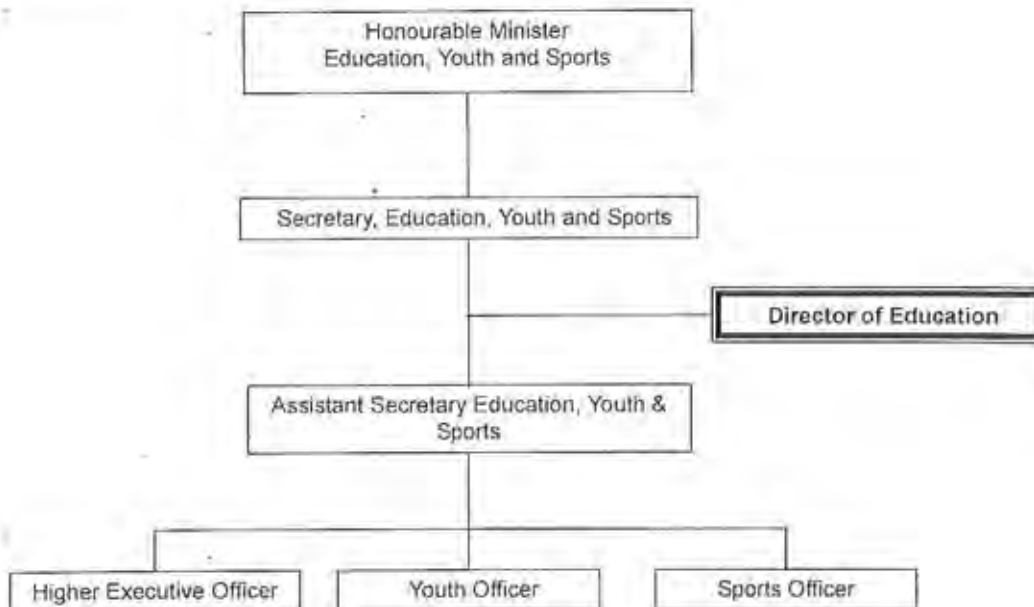 Honourable Minister
Education, Youth and Sports
Secretary, Education, Youth and Sports
Director of Education
Assistant Secretary Education, Youth &
Sports
Higher Executive Officer
Youth Officer
Sports Officer